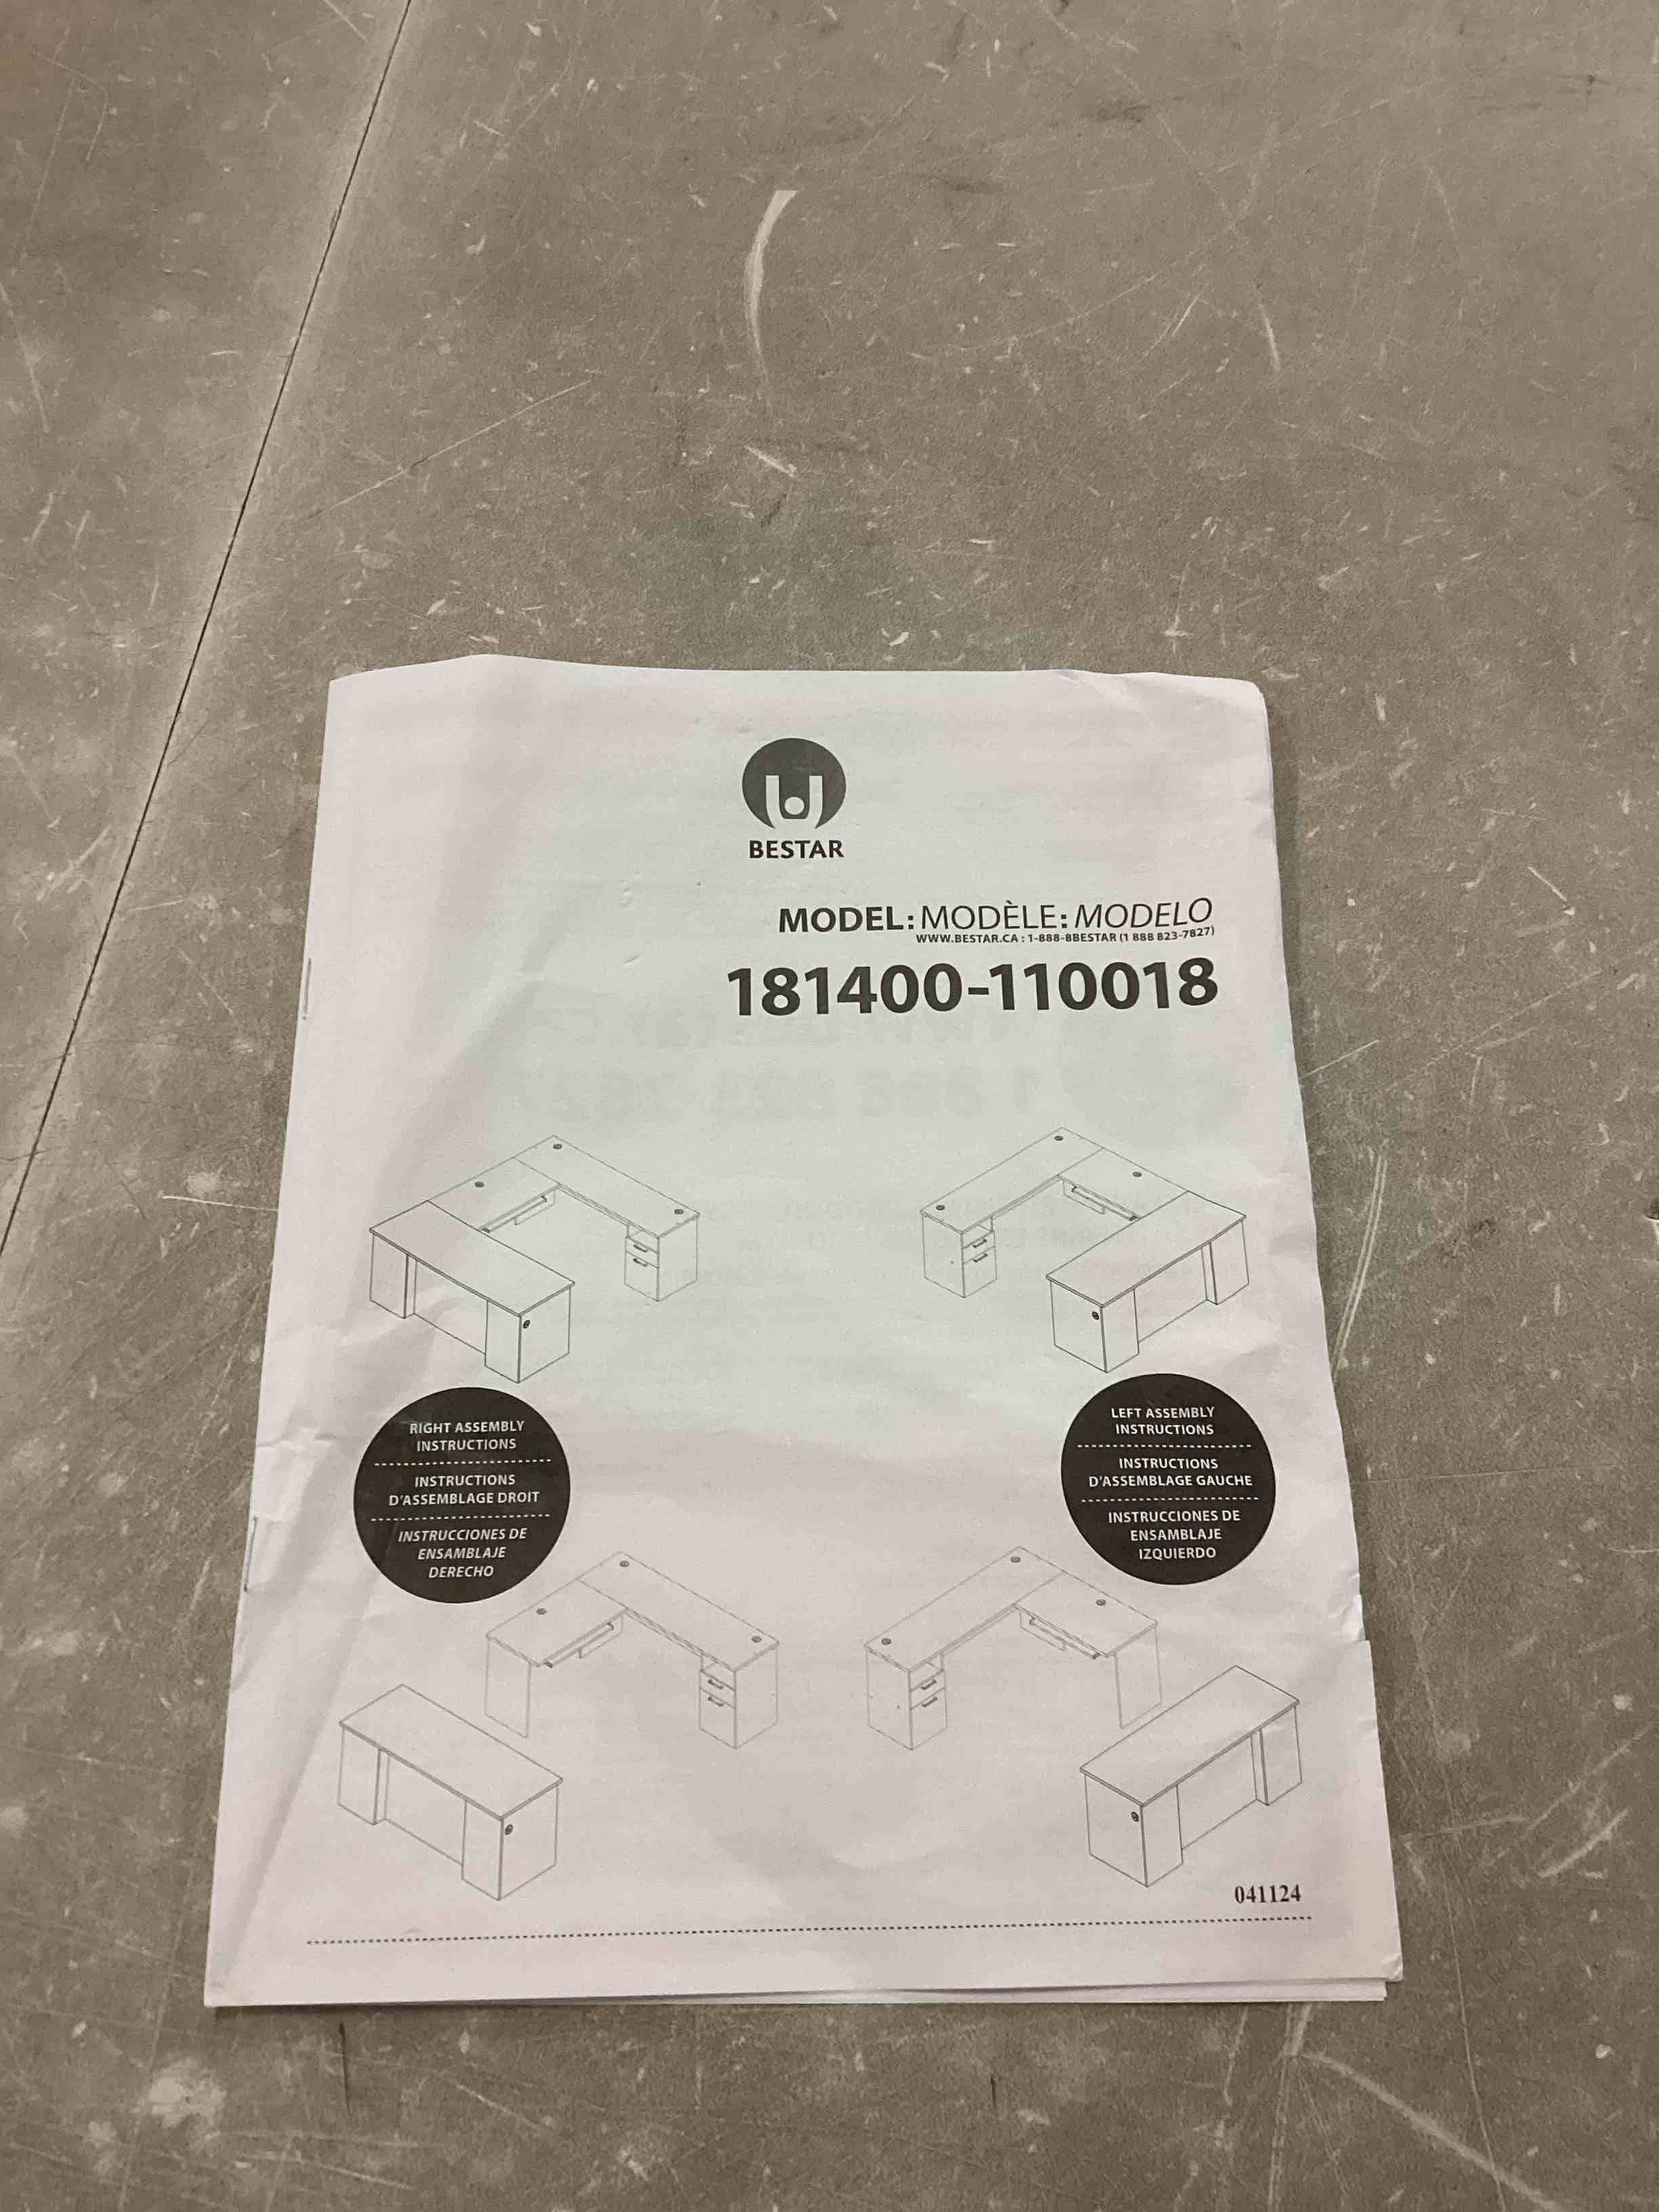 BESTAR
MODEL: MODÈLE: MODELO
WWW.BESTAR.CA : 1-888-8BESTAR (1 888 823-7827)
181400-110018
RIGHT ASSEMBLY
INSTRUCTIONS
INSTRUCTIONS
D'ASSEMBLAGE DROIT
INSTRUCCIONES DE
ENSAMBLAJE
DERECHO
LEFT ASSEMBLY
INSTRUCTIONS
INSTRUCTIONS
D'ASSEMBLAGE GAUCHE
INSTRUCCIONES DE
ENSAMBLAJE
IZQUIERDO
041124